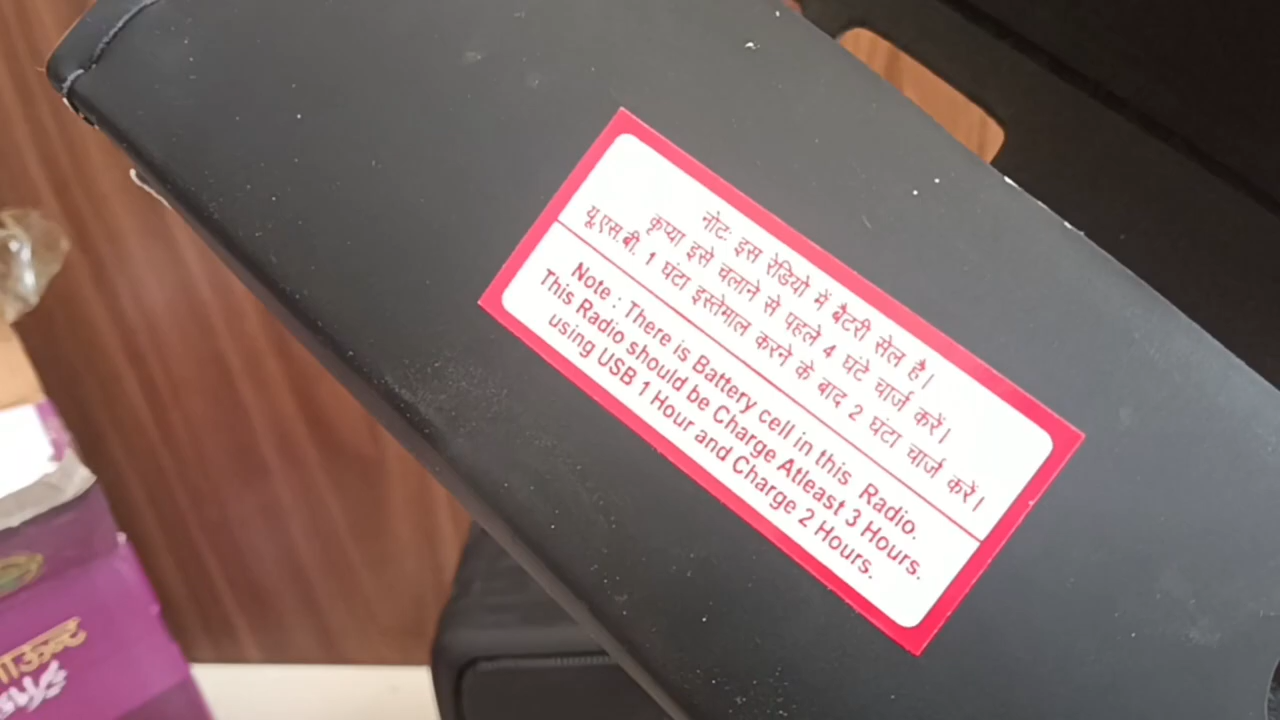 नोट: इस रेडियो में बैटरी सेल है।
कृप्या इसे चलाने से पहले 4 घंटे चार्ज करें।
यू.एस.बी. 1 घंटा इस्तेमाल करने के बाद 2 घंटा चार्ज करें।
Note : There is Battery cell in this Radio.
This Radio should be Charge Atleast 3 Hours.
using USB 1 Hour and Charge 2 Hours.